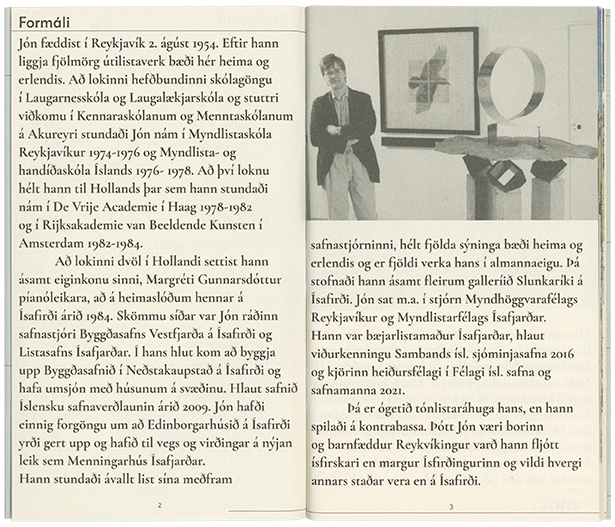 Formáli
Jón fæddist í Reykjavík 2. ágúst 1954. Eftir hann
liggja fjölmörg útilistaverk bæði hér heima og
erlendis. Að lokinni hefðbundinni skólagöngu
í Laugarnesskóla og Laugalækjarskóla og stuttri
viðkomu í Kennaraskólanum og Menntaskólanum
á Akureyri stundaði Jón nám í Myndlistaskóla
Reykjavíkur 1974-1976 og Myndlista- og
handíðaskóla Íslands 1976- 1978. Að því loknu
hélt hann til Hollands þar sem hann stundaði
nám í De Vrije Academie í Haag 1978-1982
og í Rijksakademie van Beeldende Kunsten í
Amsterdam 1982-1984.
Að lokinni dvöl í Hollandi settist hann
ásamt eiginkonu sinni, Margréti Gunnarsdóttur
píanóleikara, að á heimaslóðum hennar á
Ísafirði árið 1984. Skömmu síðar var Jón ráðinn
safnastjóri Byggðasafns Vestfjarða á Ísafirði og
Listasafns Ísafjarðar. Í hans hlut kom að byggja
upp Byggðasafnið í Neðstakaupstað á Ísafirði og
hafa umsjón með húsunum á svæðinu. Hlaut safnið
Íslensku safnaverðlaunin árið 2009. Jón hafði
einnig forgöngu um að Edinborgarhúsið á Ísafirði
yrði gert upp og hafið til vegs og virðingar á nýjan
leik sem Menningarhús Ísafjarðar.
Hann stundaði ávallt list sína meðfram
2
safnastjórninni, hélt fjölda sýninga bæði heima og
erlendis og er fjöldi verka hans í almannaeigu. Þá
stofnaði hann ásamt fleirum galleríið Slunkaríki á
Ísafirði. Jón sat m.a. í stjórn Myndhöggvarafélags
Reykjavíkur og Myndlistarfélags Ísafjarðar.
Hann var bæjarlistamaður Ísafjarðar, hlaut
viðurkenningu Sambands ísl. sjóminjasafna 2016
og kjörinn heiðursfélagi í Félagi ísl. safna og
safnamanna 2021.
Þá er ógetið tónlistaráhuga hans, en hann
spilaði á kontrabassa. Þótt Jón væri borinn
og barnfæddur Reykvíkingur varð hann fljótt
ísfirskari en margur Ísfirðingurinn og vildi hvergi
annars staðar vera en á Ísafirði.
3